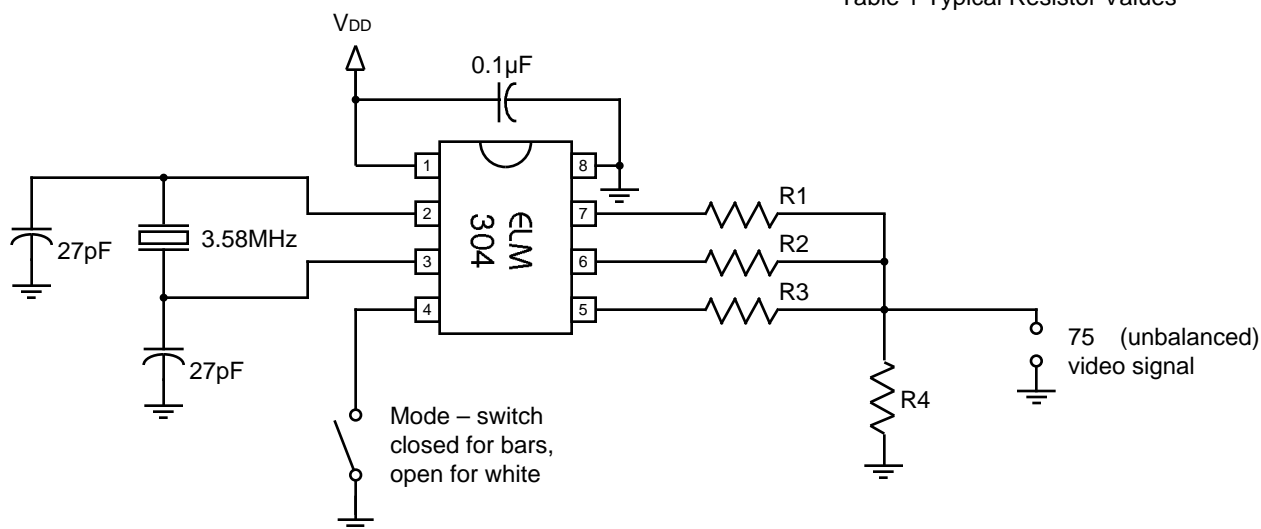 Table 1 Typical Resistor Values
VDD
0.1µF
1
8
2
7
R1
27pF
3.58MHz
ELM
304
3
6
R2
4
5
R3
27pF
R4
75 (unbalanced)
video signal
Mode – switch
closed for bars,
open for white